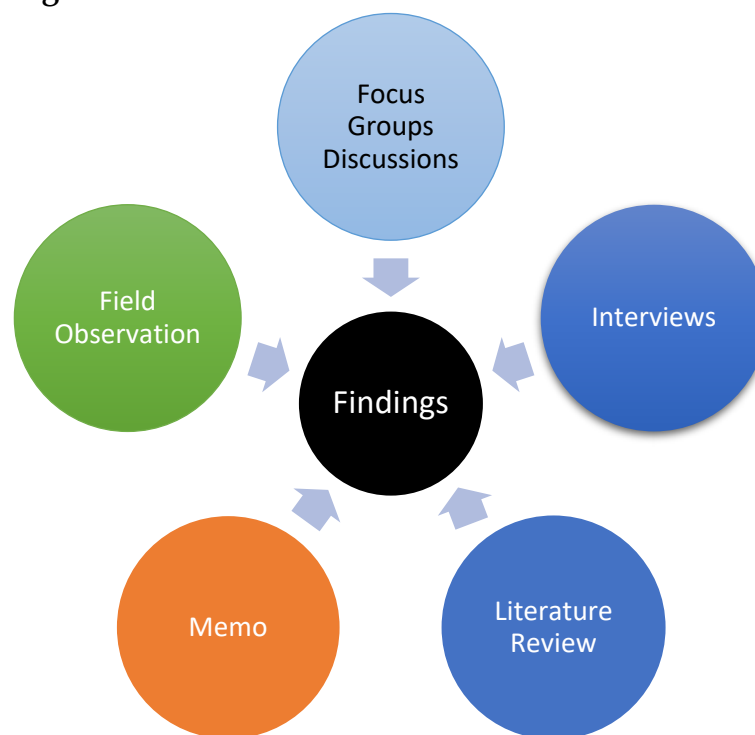 Focus
Groups
Discussions
Field
Observation
Interviews
Findings
Memo
Literature
Review